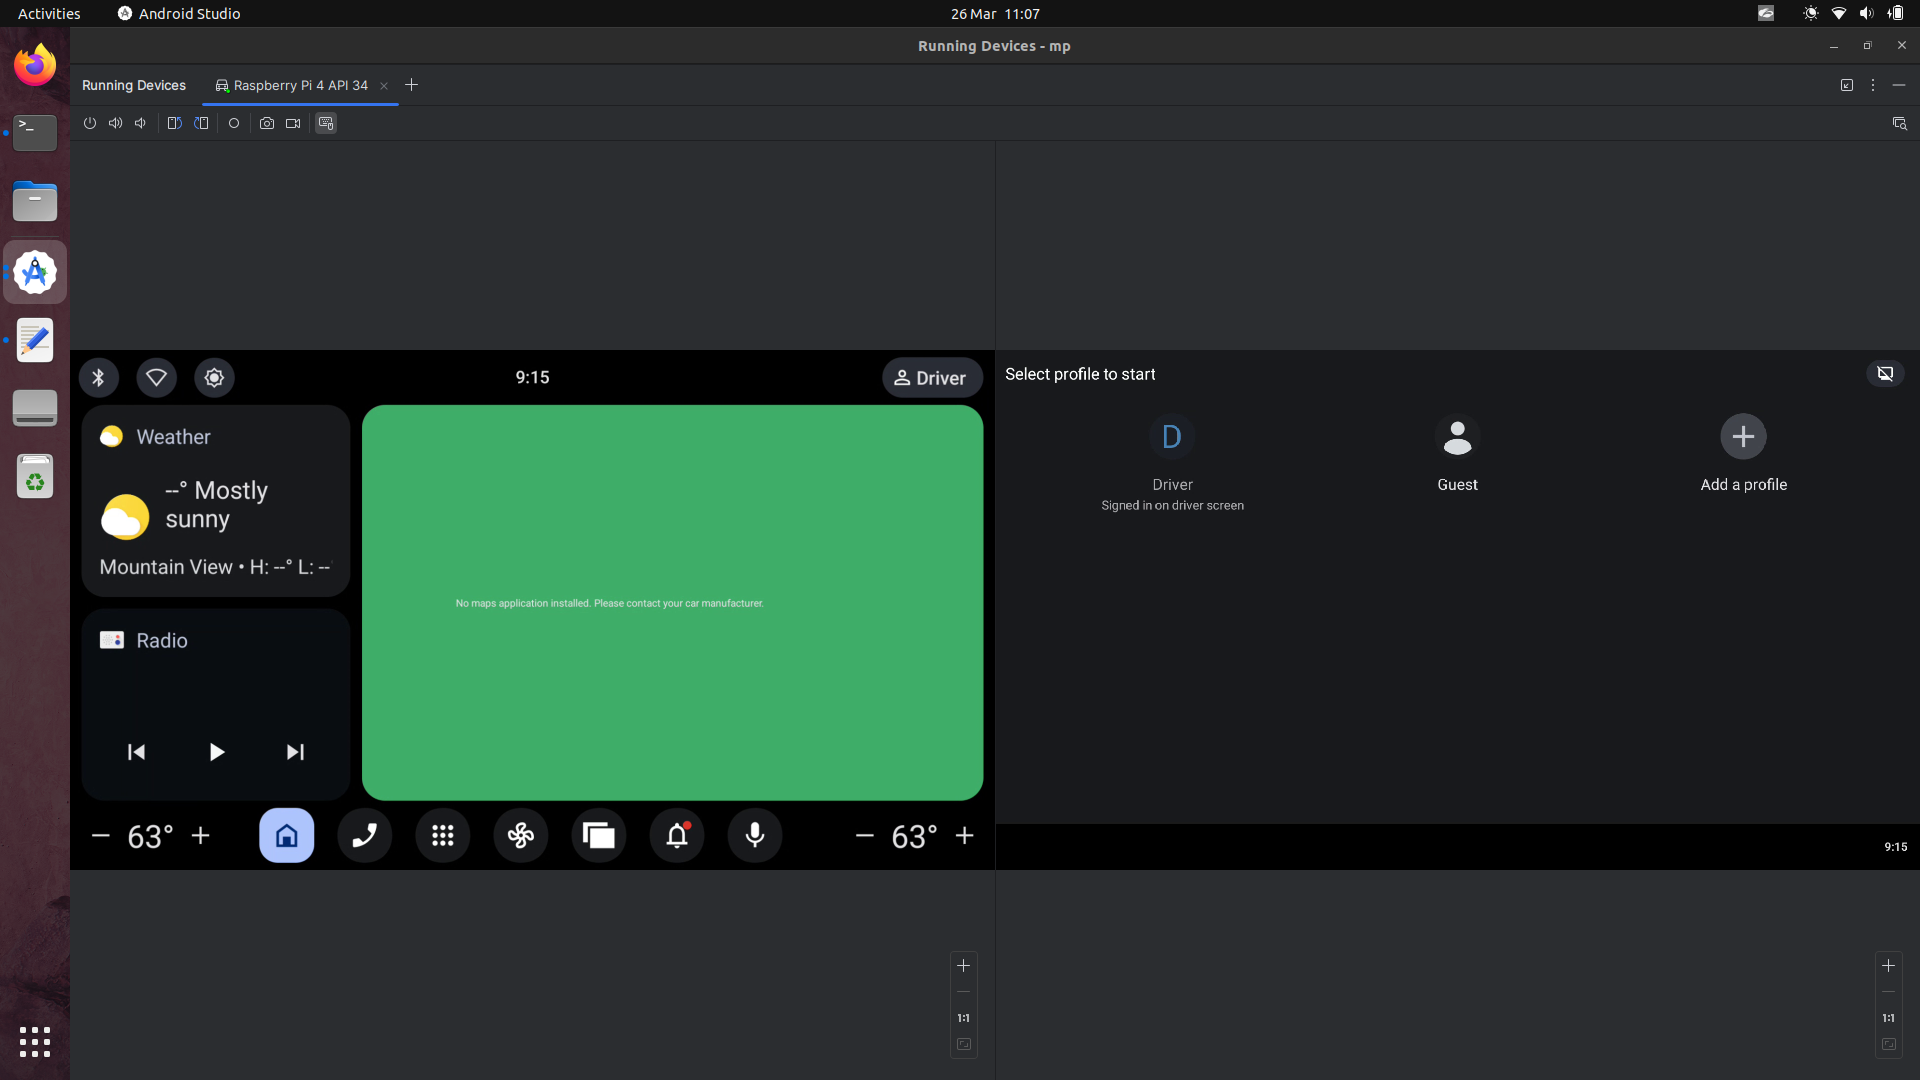 Activities
Android Studio
26 Mar 11:07
Running Devices - mp
Running Devices
Raspberry Pi 4 API 34
9:15
Driver
Weather
--° Mostly
sunny
Mountain View • H: --° L: --
Radio
No maps application installed. Please contact your car manufacturer.
63°
63°
Select profile to start
D
Driver
Signed in on driver screen
Guest
Add a profile
9:15
1:1
1:1